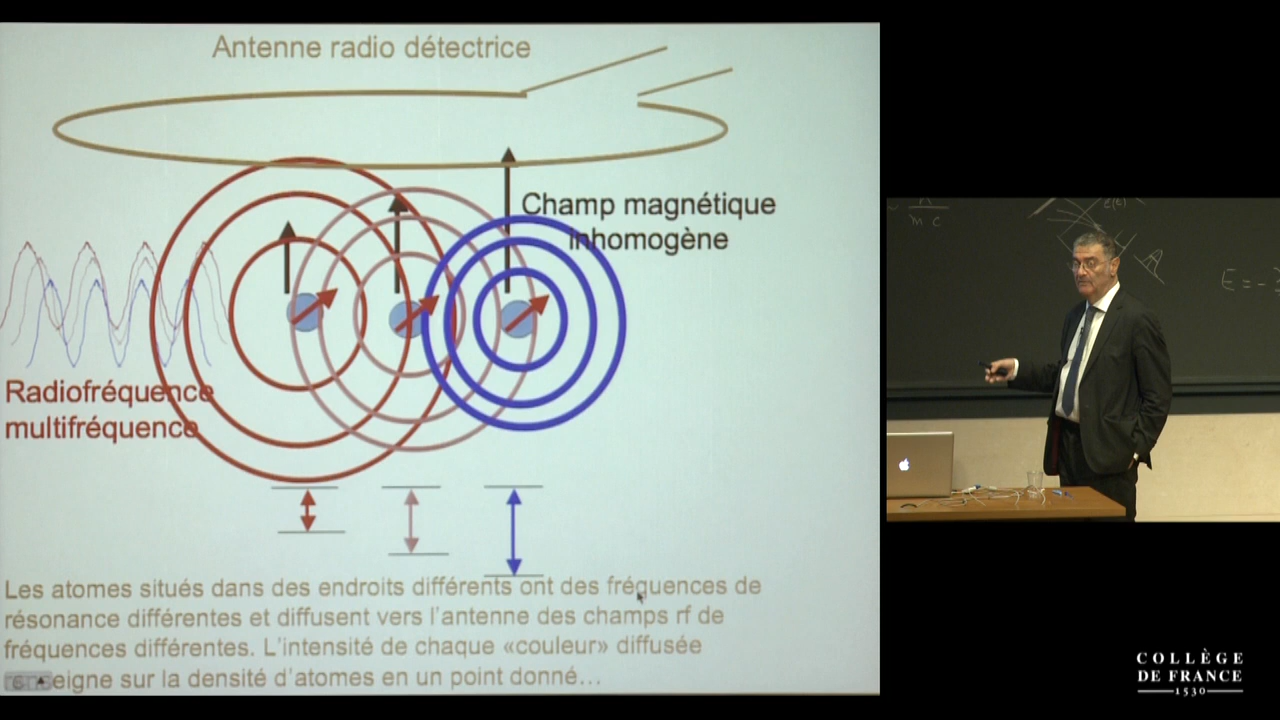 Antenne radio détectrice
Champ magnétique
inhomogène
Radiofréquence
multifréquence
Les atomes situés dans des endroits différents ont des fréquences de
résonance différentes et diffusent vers l'antenne des champs rf de
fréquences différentes. L'intensité de chaque «couleur» diffusée
renseigne sur la densité d'atomes en un point donné...
m c
E = -
COLLÈGE
DE FRANCE
1530